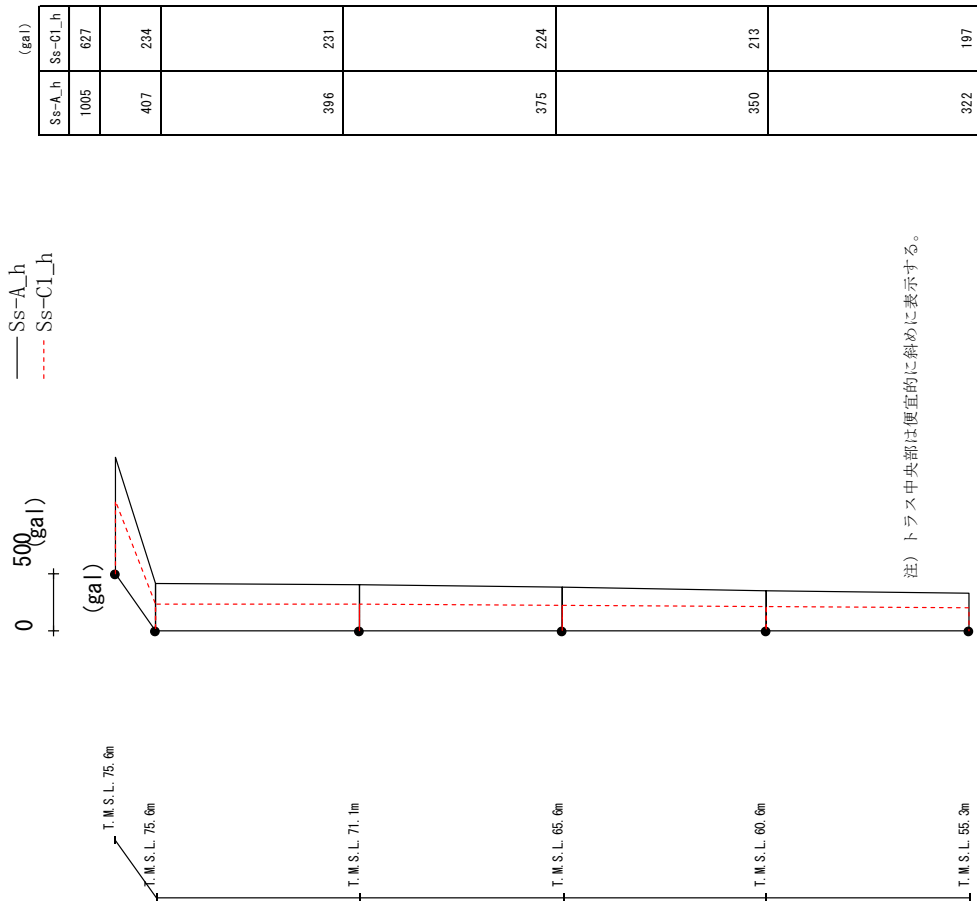 0 500
(gal)
(gal)
Ss-A_h
Ss-C1_h
(gal)
Ss-A_h Ss-C1_h
1005 627
407 234
396 231
375 224
350 213
322 197
T.M.S.L. 75.6m
T.M.S.L. 75.6m
T.M.S.L. 71.1m
T.M.S.L. 65.6m
T.M.S.L. 60.6m
T.M.S.L. 55.3m
注) トラス中央部は便宜的に斜めに表示する。